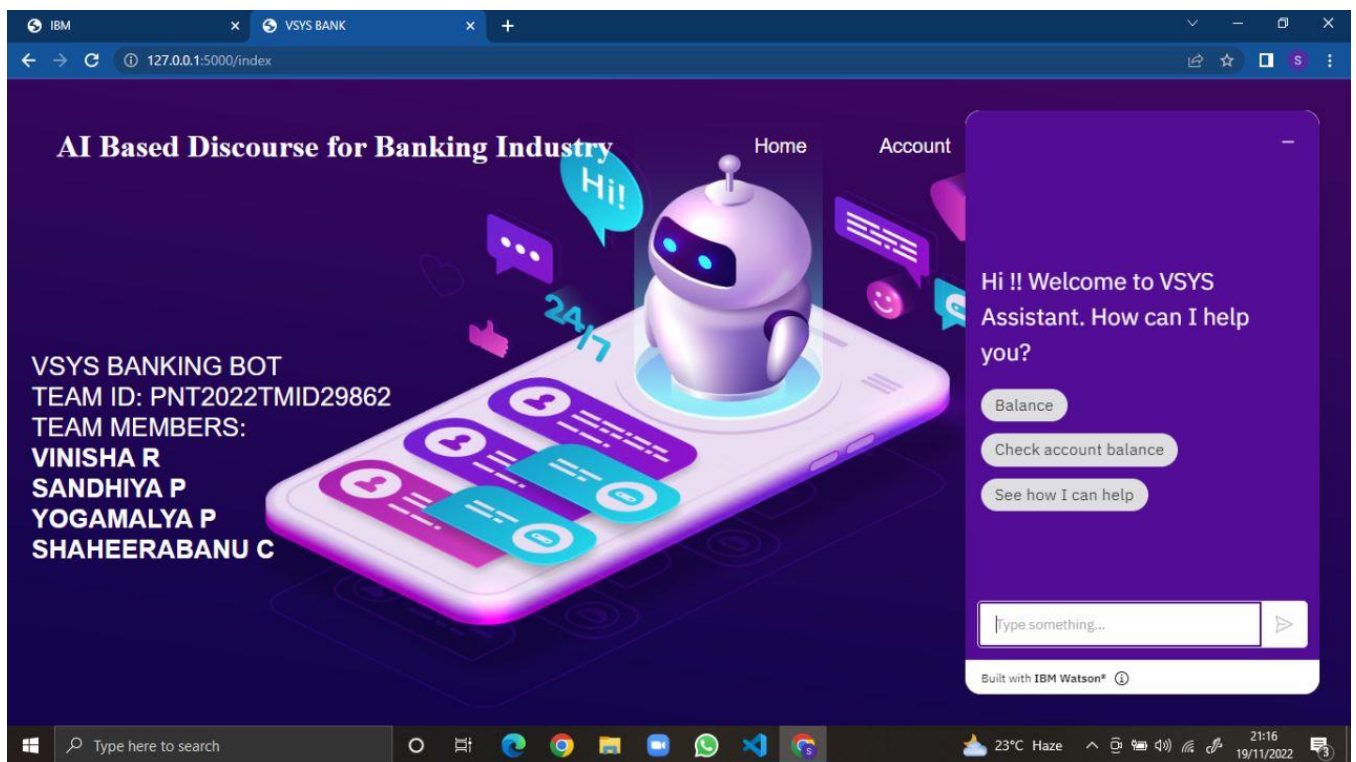 IBM
VSYS BANK
127.0.0.1:5000/index
S
AI Based Discourse for Banking Industry
Home
Account
Hi!
24/7
VSYS BANKING BOT
TEAM ID: PNT2022TMID29862
TEAM MEMBERS:
VINISHA R
SANDHIYA P
YOGAMALYA P
SHAHEERABANU C
Hi !! Welcome to VSYS
Assistant. How can I help
you?
Balance
Check account balance
See how I can help
Type something...
Built with IBM Watson®
Type here to search
23°C Haze
21:16
19/11/2022
3